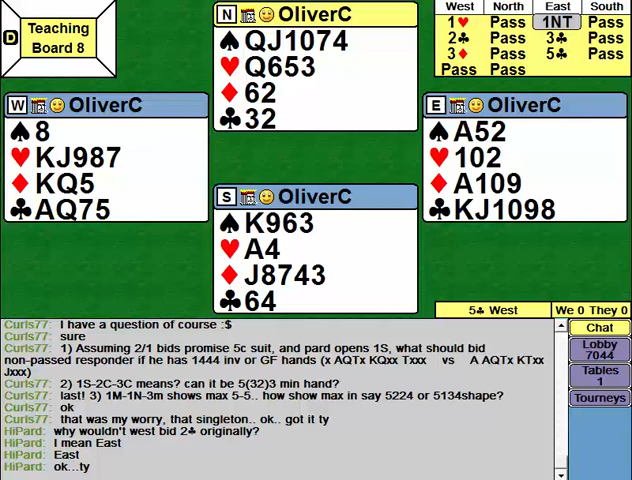 D
Teaching
Board 8
N OliverC
♠QJ1074
♥Q653
♦62
♣32
West North East South
1♥ Pass 1NT Pass
2♣ Pass 3♣ Pass
3♦ Pass 5♣ Pass
Pass Pass
W OliverC
♠8
♥KJ987
♦KQ5
♣AQ75
E OliverC
♠A52
♥102
♦A109
♣KJ1098
S OliverC
♠K963
♥A4
♦J8743
♣64
5♣ West We 0 They 0
Curls77: I have a question of course :$
Curls77: sure
Curls77: 1) Assuming 2/1 bids promise 5c suit, and pard opens 1S, what should bid
non-passed responder if he has 1444 inv or GF hands (x AQTx KQxx Txxx vs A AQTx KTxx
Jxxx)
Curls77: 2) 1S-2C-3C means? can it be 5(32)3 min hand?
Curls77: last! 3) 1M-1N-3m shows max 5-5.. how show max in say 5224 or 5134shape?
Curls77: ok
Curls77: that was my worry, that singleton.. ok.. got it ty
HiPard: why wouldn't west bid 2♣ originally?
HiPard: I mean East
HiPard: East
HiPard: ok...ty
Chat
Lobby
7044
Tables
1
Tourneys